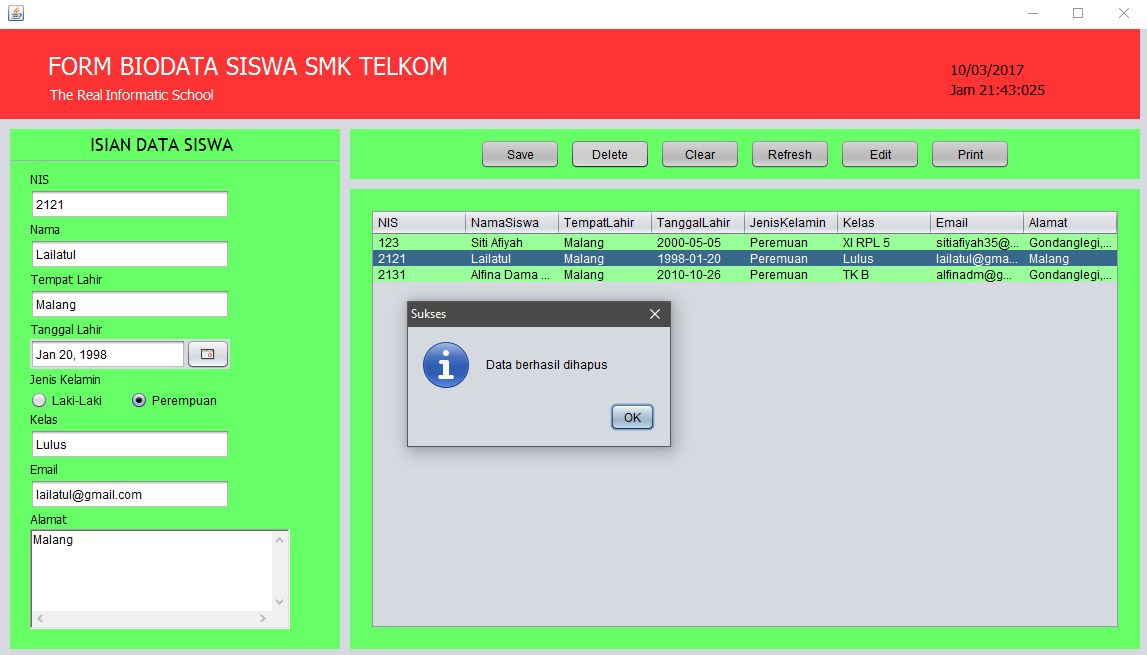 FORM BIODATA SISWA SMK TELKOM
The Real Informatic School
10/03/2017
Jam 21:43:025
ISIAN DATA SISWA
NIS
2121
Nama
Lailatul
Tempat Lahir
Malang
Tanggal Lahir
Jan 20, 1998
Jenis Kelamin
Laki-Laki Perempuan
Kelas
Lulus
Email
lailatul@gmail.com
Alamat
Malang
Save Delete Clear Refresh Edit Print
NIS NamaSiswa TempatLahir TanggalLahir JenisKelamin Kelas Email Alamat
123 Siti Afiyah Malang 2000-05-05 Peremuan XI RPL 5 sitiafiyah35@... Gondanglegi,...
2121 Lailatul Malang 1998-01-20 Peremuan Lulus lailatul@gma... Malang
2131 Alfina Dama ... Malang 2010-10-26 Peremuan TK B alfinadm@g... Gondanglegi,...
Sukses
Data berhasil dihapus
OK